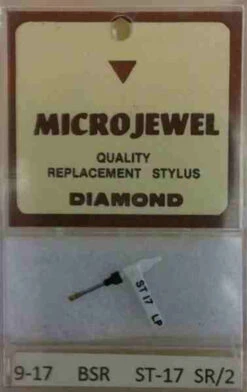 MICROJEWEL
QUALITY
REPLACEMENT STYLUS
DIAMOND
ST 17 LP
9-17 BSR ST-17 SR/2